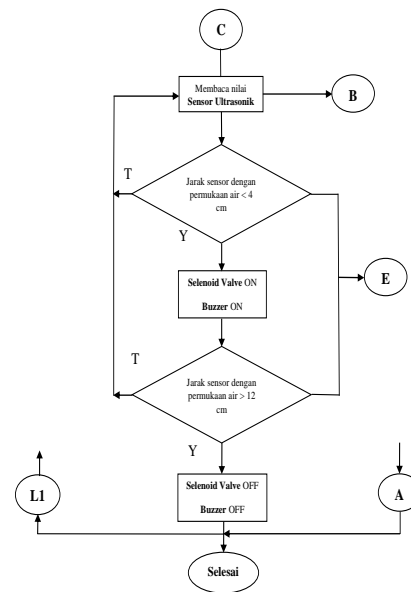 C
Membaca nilai
Sensor Ultrasonik
B
T
Jarak sensor dengan
permukaan air < 4
cm
Y
E
Selenoid Valve ON
Buzzer ON
T
Jarak sensor dengan
permukaan air > 12
cm
Y
Selenoid Valve OFF
Buzzer OFF
L1
A
Selesai